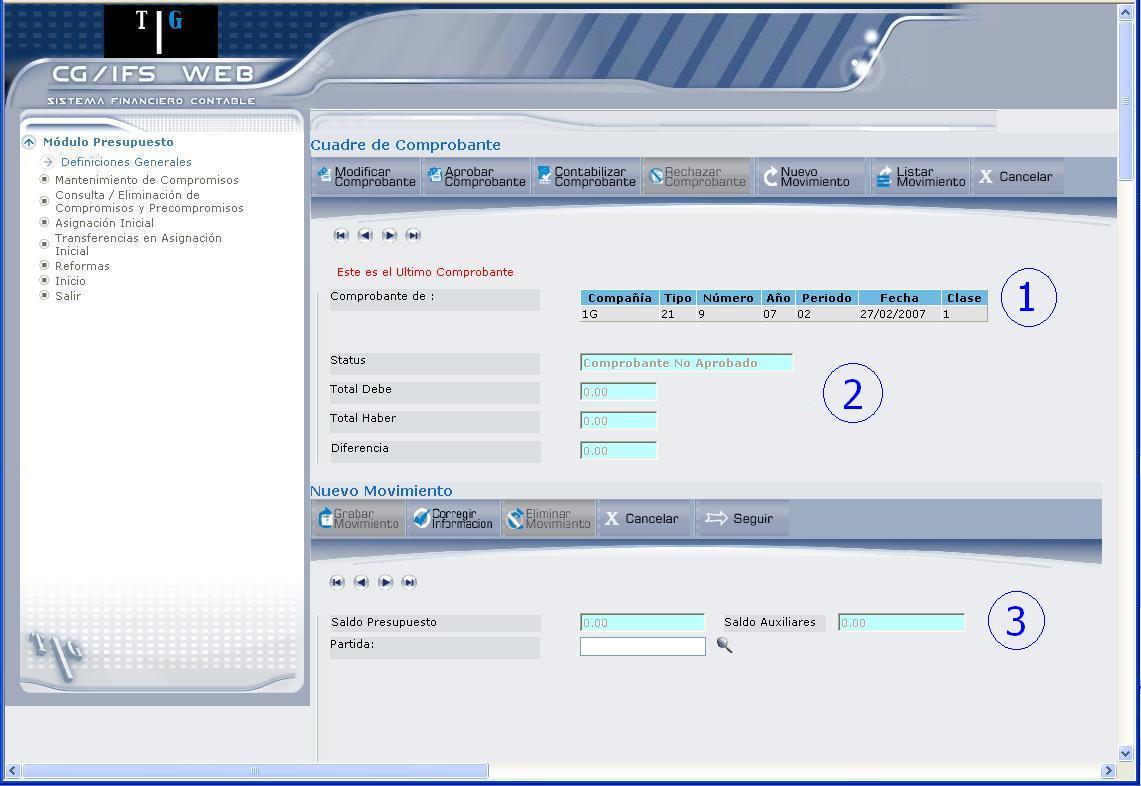 T G
CG/IFS WEB
SISTEMA FINANCIERO CONTABLE
Módulo Presupuesto
Definiciones Generales
Mantenimiento de Compromisos
Consulta / Eliminación de
Compromisos y Precompromisos
Asignación Inicial
Transferencias en Asignación
Inicial
Reformas
Inicio
Salir
TG
Cuadre de Comprobante
Modificar Comprobante Aprobar Comprobante Contabilizar Comprobante Rechazar Comprobante Nuevo Movimiento Listar Movimiento X Cancelar
Este es el Ultimo Comprobante
Comprobante de :
Compañía Tipo Número Año Periodo Fecha Clase
1G 21 9 07 02 27/02/2007 1
1
Status Comprobante No Aprobado
Total Debe 0.00
2
Total Haber 0.00
Diferencia 0.00
Nuevo Movimiento
Grabar Movimiento Corregir Informacion Eliminar Movimiento X Cancelar Seguir
Saldo Presupuesto 0.00 Saldo Auxiliares 0.00
3
Partida: